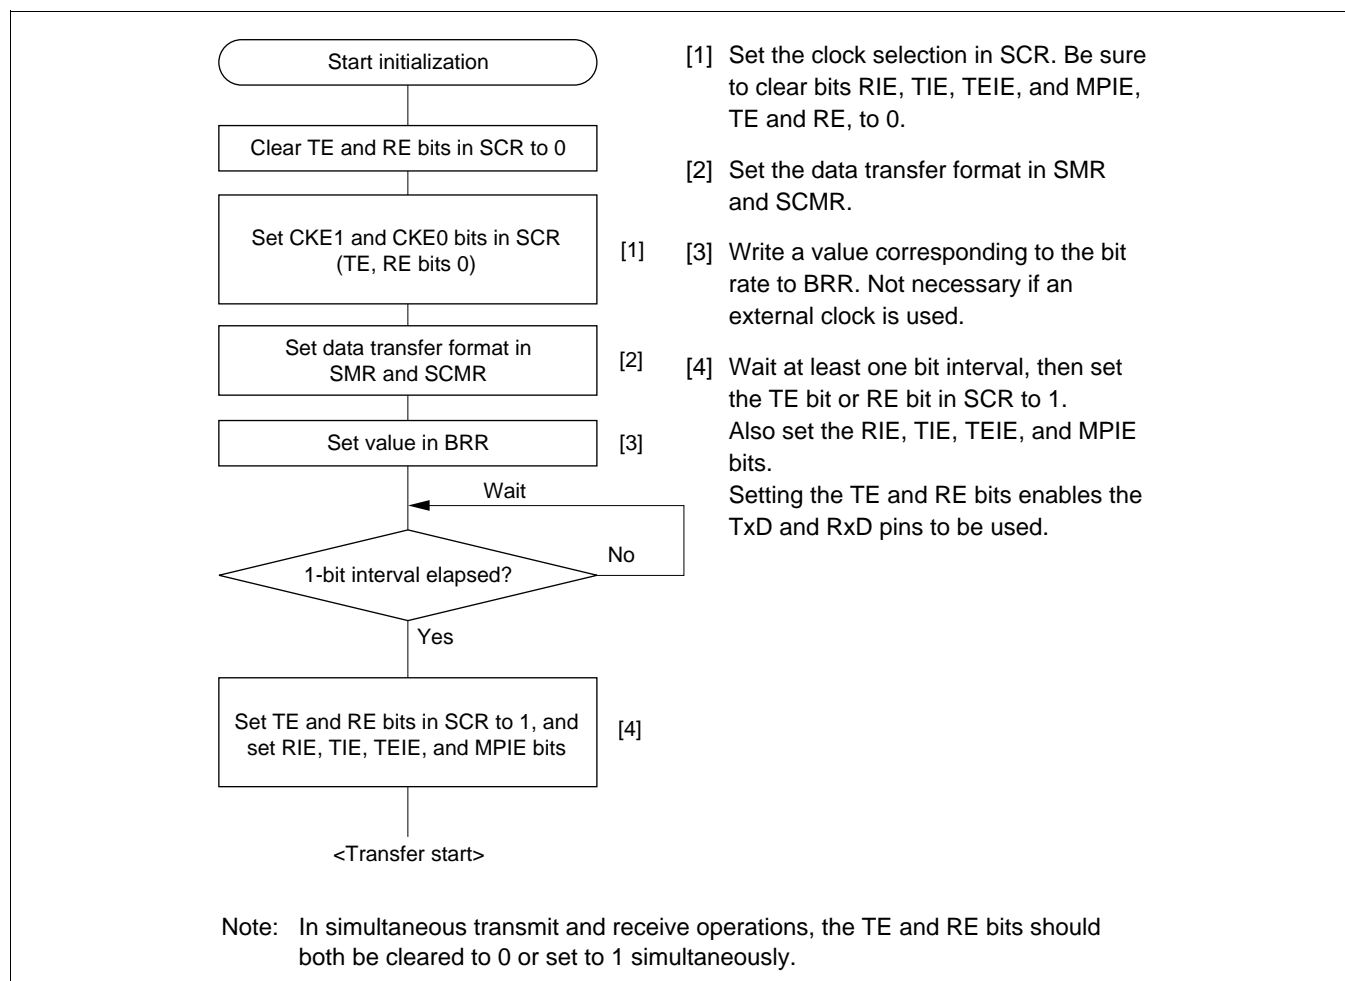 Start initialization
Clear TE and RE bits in SCR to 0
Set CKE1 and CKE0 bits in SCR
(TE, RE bits 0)
[1]
Set data transfer format in
SMR and SCMR
[2]
Set value in BRR
[3]
Wait
1-bit interval elapsed?
No
Yes
Set TE and RE bits in SCR to 1, and
set RIE, TIE, TEIE, and MPIE bits
[4]
<Transfer start>
[1] Set the clock selection in SCR. Be sure
to clear bits RIE, TIE, TEIE, and MPIE,
TE and RE, to 0.
[2] Set the data transfer format in SMR
and SCMR.
[3] Write a value corresponding to the bit
rate to BRR. Not necessary if an
external clock is used.
[4] Wait at least one bit interval, then set
the TE bit or RE bit in SCR to 1.
Also set the RIE, TIE, TEIE, and MPIE
bits.
Setting the TE and RE bits enables the
TxD and RxD pins to be used.
Note: In simultaneous transmit and receive operations, the TE and RE bits should
both be cleared to 0 or set to 1 simultaneously.